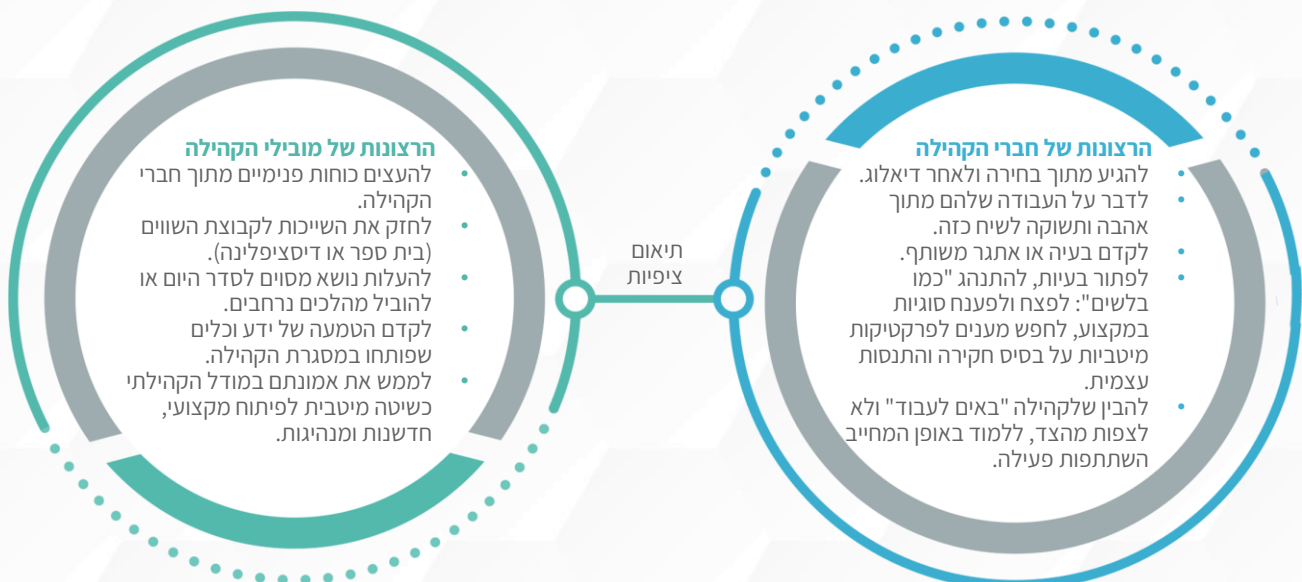 הרצונות של חברי הקהילה
• להגיע מתוך בחירה ולאחר דיאלוג.
• לדבר על העבודה שלהם מתוך
אהבה ותשוקה לשיח כזה.
• לקדם בעיה או אתגר משותף.
• לפתור בעיות, להתנהג "כמו
בלשים": לפצח ולפענח סוגיות
במקצוע, לחפש מענים לפרקטיקות
מיטביות על בסיס חקירה והתנסות
עצמית.
• להבין שלקהילה "באים לעבוד" ולא
לצפות מהצד, ללמוד באופן המחייב
השתתפות פעילה.
תיאום
ציפיות
הרצונות של מובילי הקהילה
• להעצים כוחות פנימיים מתוך חברי
הקהילה.
• לחזק את השייכות לקבוצת השווים
(בית ספר או דיסציפלינה).
• להעלות נושא מסוים לסדר היום או
להוביל מהלכים נרחבים.
• לקדם הטמעה של ידע וכלים
שפותחו במסגרת הקהילה.
• לממש את אמונתם במודל הקהילתי
כשיטה מיטבית לפיתוח מקצועי,
חדשנות ומנהיגות.